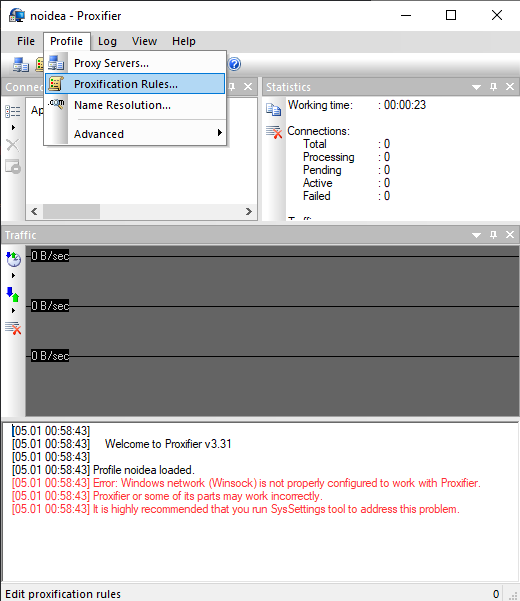 noidea - Proxifier
File Profile Log View Help
Proxy Servers...
Proxification Rules...
.com
Name Resolution...
Advanced
Connec
Ap
Statistics
Working time: : 00:00:23
Connections:
Total : 0
Processing : 0
Pending : 0
Active : 0
Failed : 0
Traffic
0 B/sec
0 B/sec
0 B/sec
[05.01 00:58:43]
[05.01 00:58:43] Welcome to Proxifier v3.31
[05.01 00:58:43]
[05.01 00:58:43] Profile noidea loaded.
[05.01 00:58:43] Error: Windows network (Winsock) is not properly configured to work with Proxifier.
[05.01 00:58:43] Proxifier or some of its parts may work incorrectly.
[05.01 00:58:43] It is highly recommended that you run SysSettings tool to address this problem.
Edit proxification rules 0